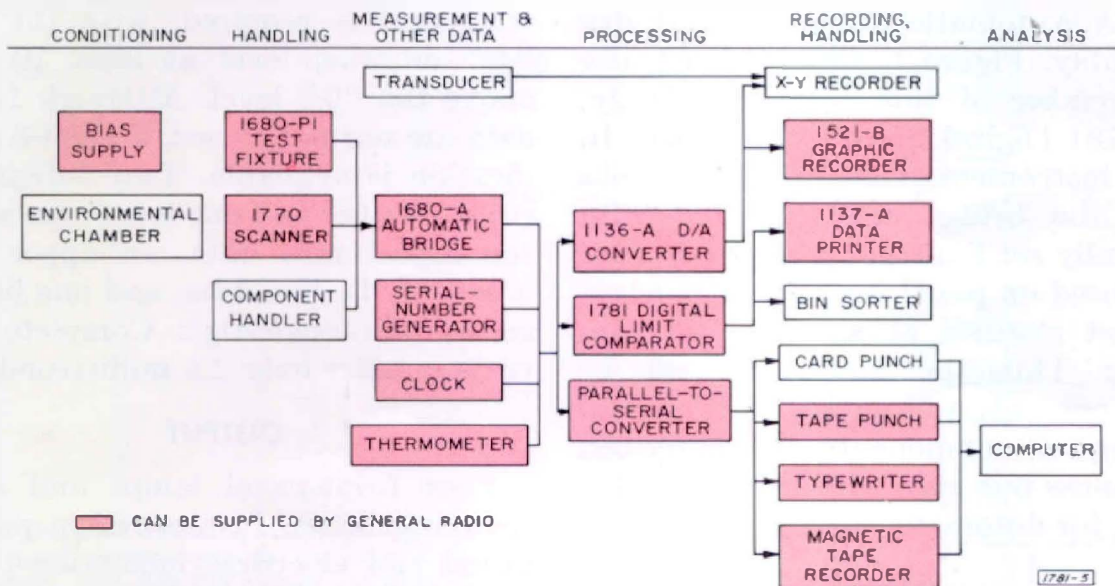 MEASUREMENT &
OTHER DATA
RECORDING,
HANDLING
CONDITIONING
HANDLING
PROCESSING
ANALYSIS
TRANSDUCER
X-Y RECORDER
BIAS
SUPPLY
1680-P1
TEST
FIXTURE
1521-B
GRAPHIC
RECORDER
ENVIRONMENTAL
CHAMBER
1770
SCANNER
1680-A
AUTOMATIC
BRIDGE
1136-A D/A
CONVERTER
1137-A
DATA
PRINTER
COMPONENT
HANDLER
SERIAL-
NUMBER
GENERATOR
1781 DIGITAL
LIMIT
COMPARATOR
BIN SORTER
CLOCK
CARD PUNCH
PARALLEL-TO-
SERIAL
CONVERTER
TAPE PUNCH
THERMOMETER
COMPUTER
TYPEWRITER
MAGNETIC
TAPE
RECORDER
CAN BE SUPPLIED BY GENERAL RADIO
1781-5